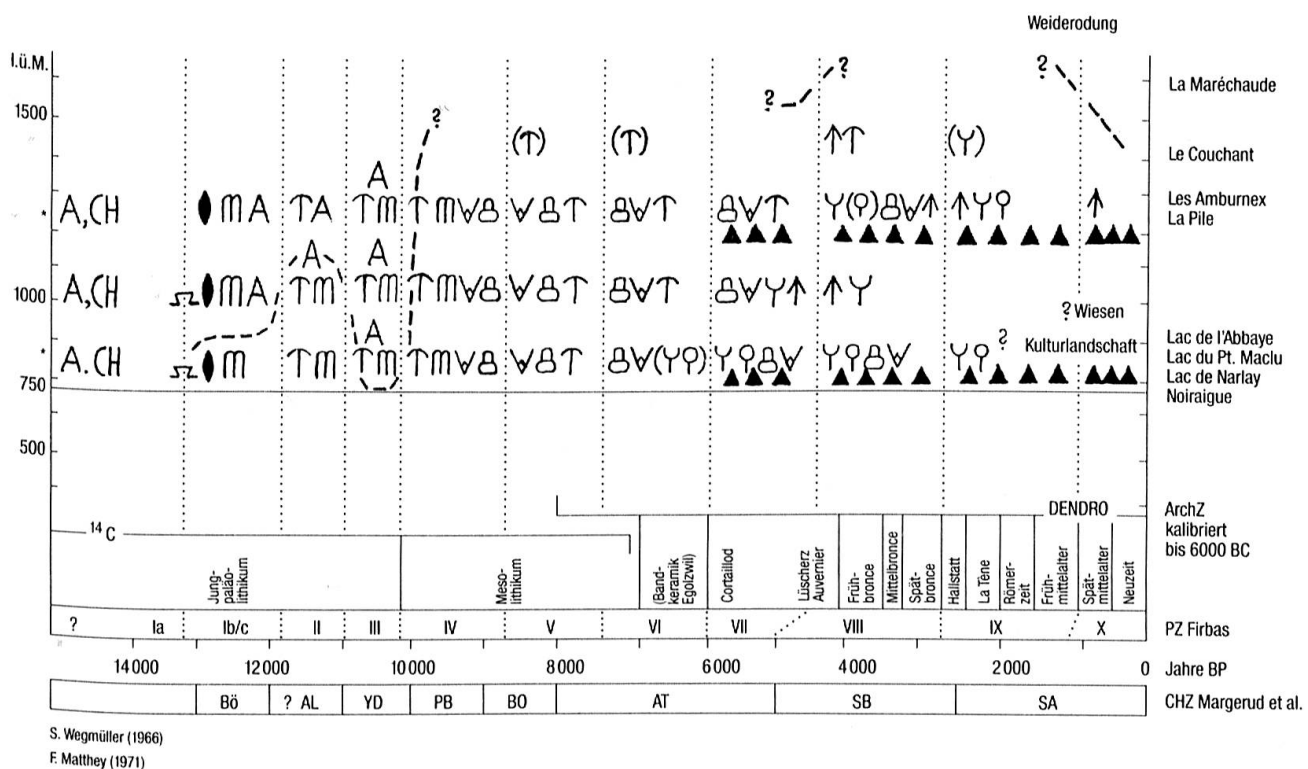 Weiderodung
I.ü.M.
1500
1000
750
500
La Maréchaude
Le Couchant
Les Amburnex
La Pile
Lac de l'Abbaye
Lac du Pt. Maclu
Lac de Narlay
Noiraigue
?
?
?
?
(↑)
A
A, CH
A
A
A, CH
A
A
A
? Wiesen
A
A. CH
?
Kulturlandschaft
DENDRO
ArchZ
kalibriert
bis 6000 BC
14C
Jung-
paläo-
lithikum
Meso-
lithikum
(Band-
keramik
Egolzwil)
Cortaillod
Lüscherz
Auvernier
Früh-
bronce
Mittelbronce
Spät-
bronce
Hallstatt
La Tène
Römer-
zeit
Früh-
mittelalter
Spät-
mittelalter
Neuzeit
? Ia Ib/c II III IV V VI VII VIII IX X PZ Firbas
14000 12000 10000 8000 6000 4000 2000 0 Jahre BP
Bö ? AL YD PB BO AT SB SA CHZ Margerud et al.
S. Wegmüller (1966)
F. Matthey (1971)